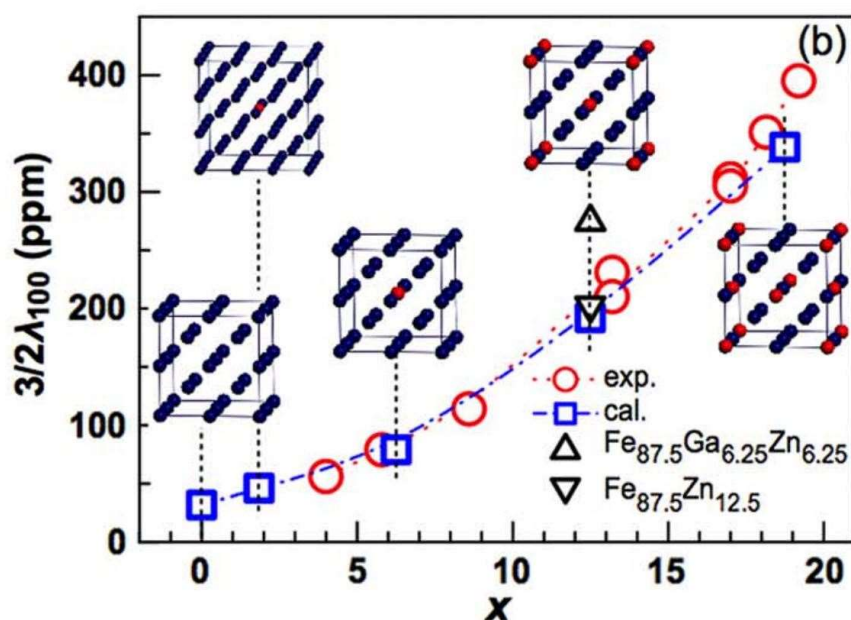 (b)
400
300
200
100
0
3/2λ₁₀₀ (ppm)
exp.
cal.
Fe₈₇.₅Ga₆.₂₅Zn₆.₂₅
Fe₈₇.₅Zn₁₂.₅
0 5 10 15 20
x